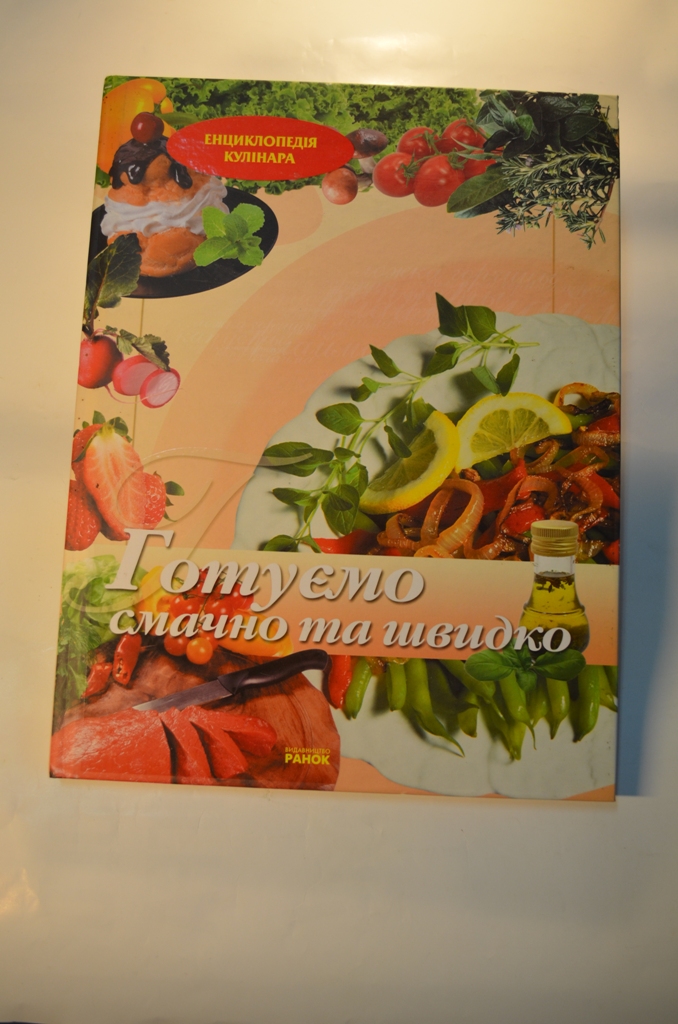 ЕНЦИКЛОПЕДІЯ
КУЛІНАРА
Готуємо
смачно та швидко
ВИДАВНИЦТВО
РАНОК